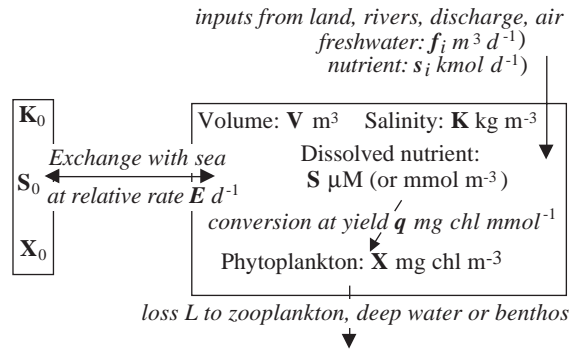 inputs from land, rivers, discharge, air
freshwater: fᵢ m³ d⁻¹)
nutrient: sᵢ kmol d⁻¹)
K₀
Volume: V m³ Salinity: K kg m⁻³
Exchange with sea
Dissolved nutrient:
S₀
at relative rate E d⁻¹
S µM (or mmol m⁻³)
conversion at yield q mg chl mmol⁻¹
X₀
Phytoplankton: X mg chl m⁻³
loss L to zooplankton, deep water or benthos